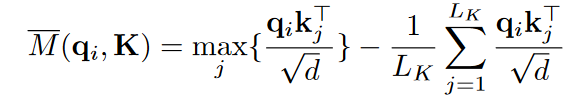 $\overline{M}(\mathbf{q}_i, \mathbf{K}) = \max_j \{ \frac{\mathbf{q}_i \mathbf{k}_j^\top}{\sqrt{d}} \} - \frac{1}{L_K} \sum_{j=1}^{L_K} \frac{\mathbf{q}_i \mathbf{k}_j^\top}{\sqrt{d}}$